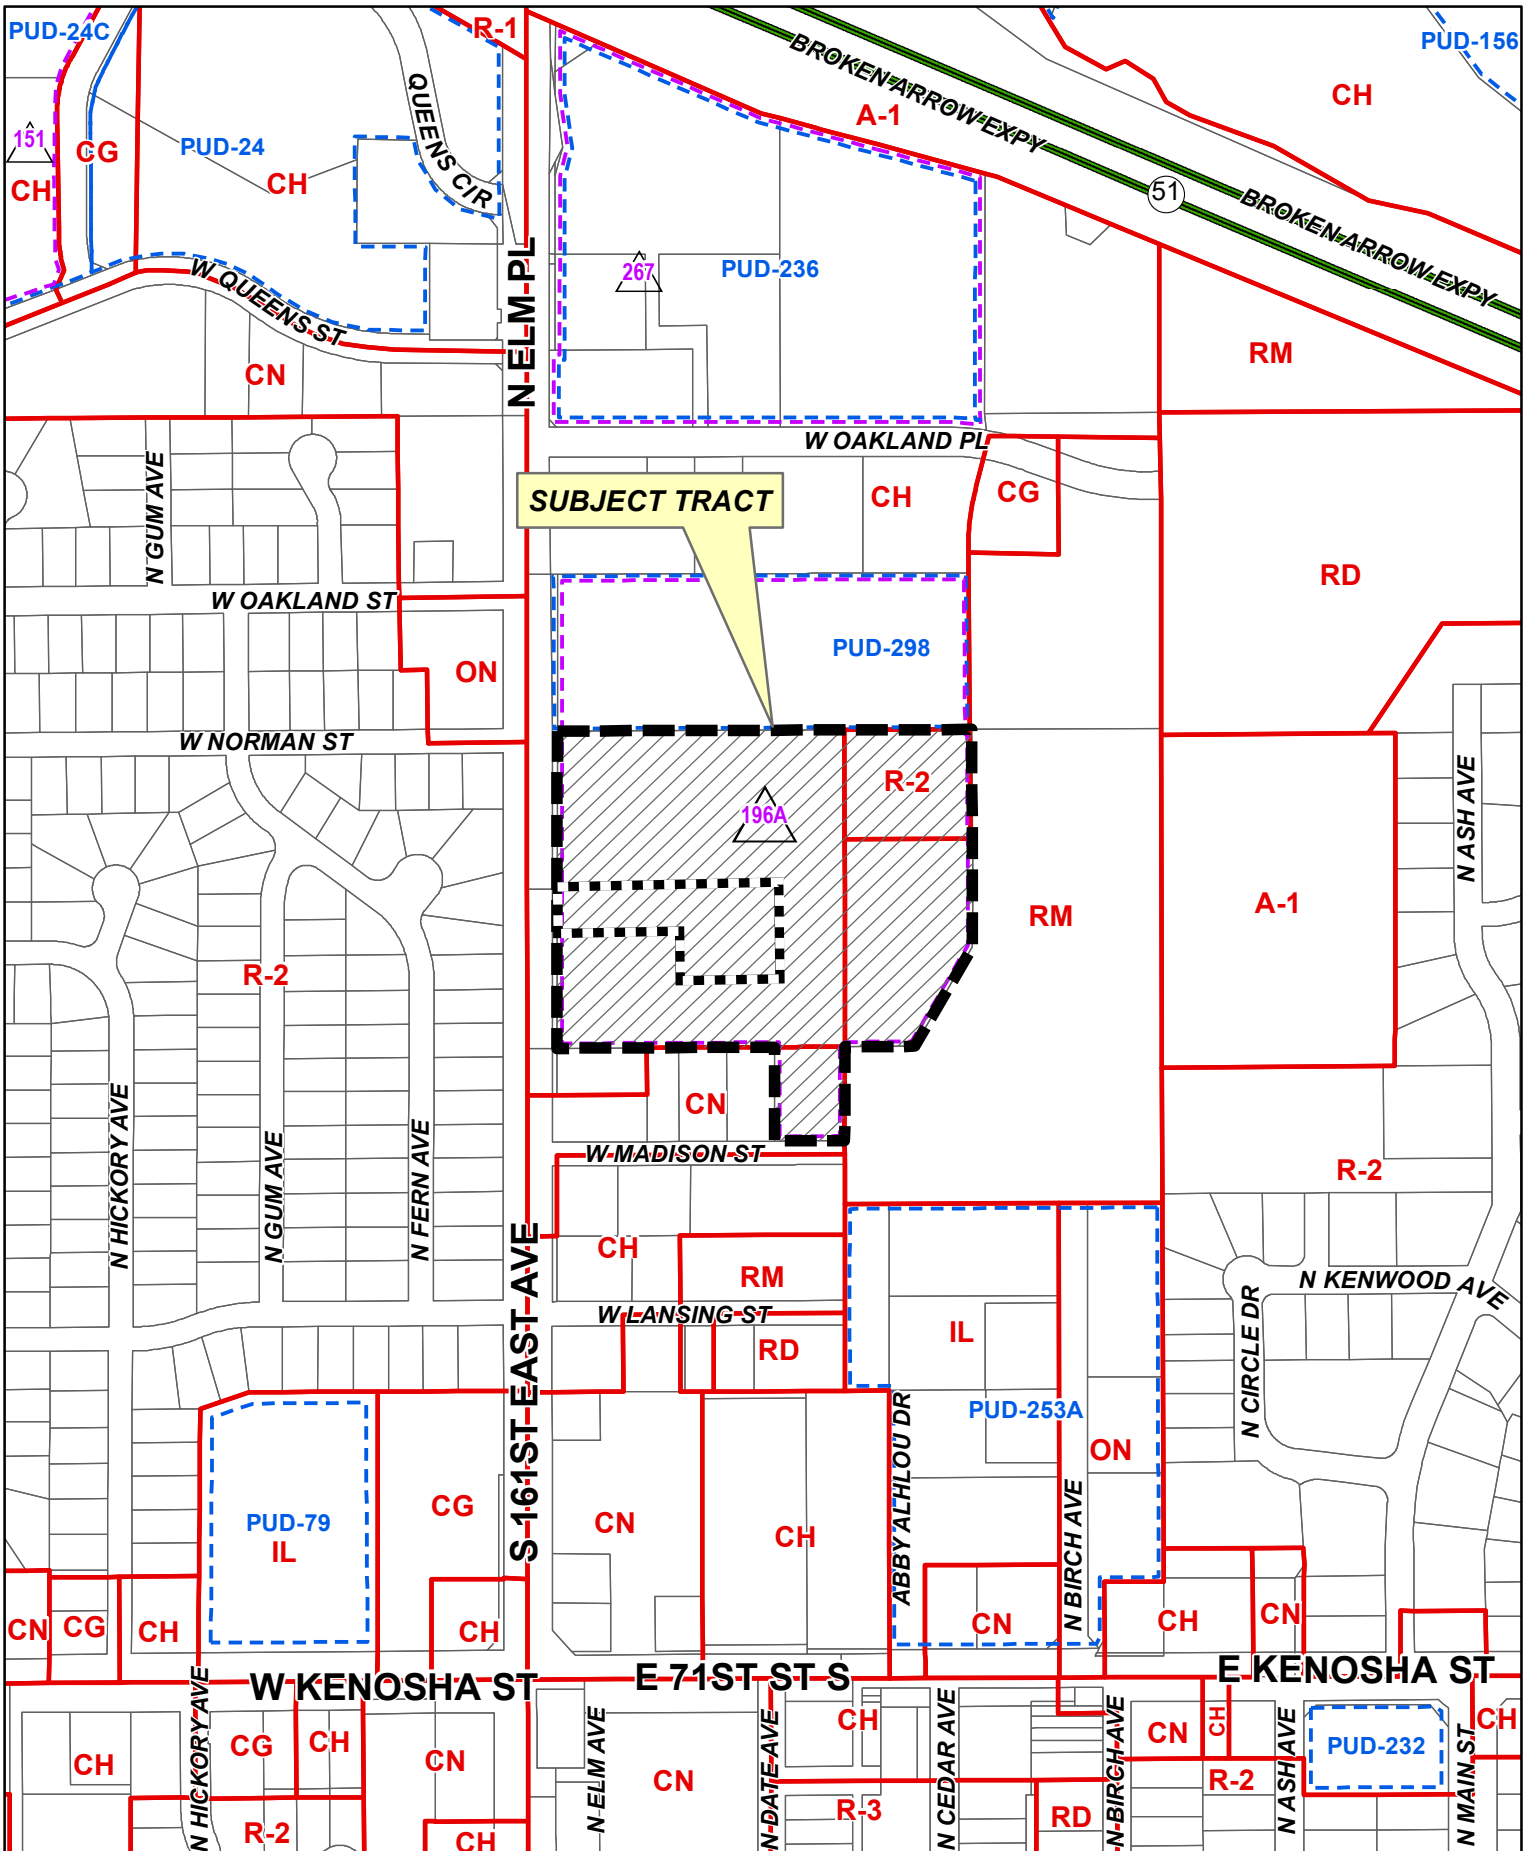 PUD-24C
R-1
PUD-156
BROKEN ARROW EXPY
CH
A-1
QUEENS CIR
151
CG
PUD-24
CH
CH
51
BROKEN ARROW EXPY
W QUEENS ST
N ELM PL
267
PUD-236
RM
CN
W OAKLAND PL
N GUM AVE
SUBJECT TRACT
CH
CG
RD
W OAKLAND ST
ON
PUD-298
W NORMAN ST
R-2
196A
N ASH AVE
A-1
RM
R-2
CN
N HICKORY AVE
N GUM AVE
N FERN AVE
W MADISON ST
R-2
CH
RM
S 161ST EAST AVE
N KENWOOD AVE
W LANSING ST
RD
IL
N CIRCLE DR
PUD-253A
ABBY ALHLOU DR
ON
CG
PUD-79
IL
CN
CH
N BIRCH AVE
CN
CG
CH
CH
CN
CH
CN
W KENOSHA ST
E 71ST ST S
E KENOSHA ST
N HICKORY AVE
CH
CG
CH
CN
N ELM AVE
CN
N DATE AVE
CH
N CEDAR AVE
N BIRCH AVE
CN
CH
N ASH AVE
PUD-232
N MAIN ST
CH
R-2
R-2
CH
R-3
RD